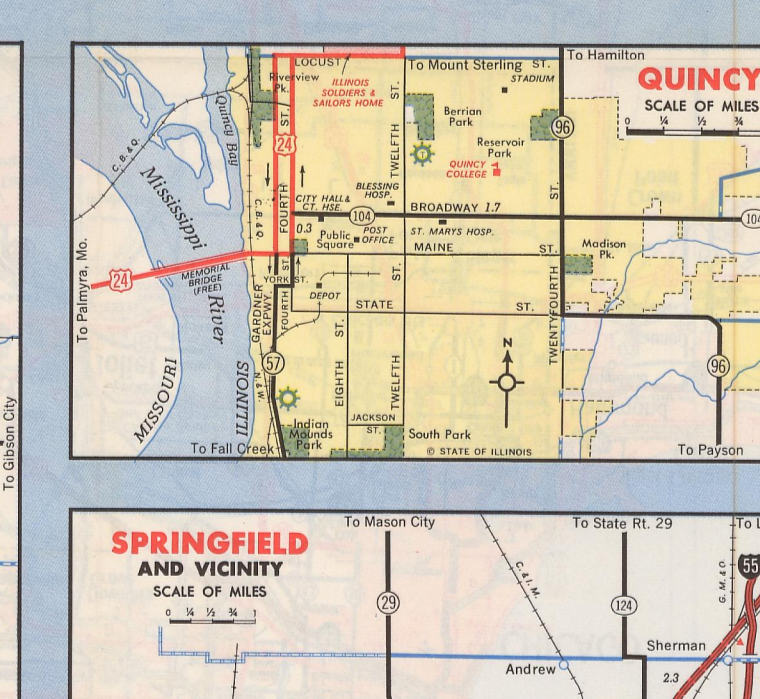 To Gibson City
LOCUST
ST.
Riverview
Pk.
ILLINOIS
SOLDIERS &
SAILORS HOME
To Mount Sterling
STADIUM
To Hamilton
QUINCY
SCALE OF MILES
0 ¼ ½ ¾
Quincy Bay
C. B. & Q.
Mississippi
River
ST.
24
FOURTH
ST.
TWELFTH
Berrian
Park
Reservoir
Park
QUINCY
COLLEGE
96
ST.
BLESSING
HOSP.
CITY HALL &
CT. HSE.
C. B. & Q.
104
BROADWAY 1.7
104
0.3
Public
Square
POST
OFFICE
ST. MARYS HOSP.
MAINE
ST.
Madison
Pk.
To Palmyra, Mo.
24
MEMORIAL
BRIDGE
(FREE)
ST.
YORK ST.
FOURTH
DEPOT
ST.
STATE
ST.
TWENTYFOURTH
GARDNER
EXPWY.
ST.
EIGHTH
TWELFTH
57
N. & W.
N
96
MISSOURI
ILLINOIS
JACKSON
ST.
Indian
Mounds
Park
South Park
To Fall Creek
© STATE OF ILLINOIS
To Payson
SPRINGFIELD
AND VICINITY
SCALE OF MILES
0 ¼ ½ ¾ 1
To Mason City
To State Rt. 29
To L
29
C. & I. M.
124
G. M. & O.
55
Sherman
Andrew
2.3